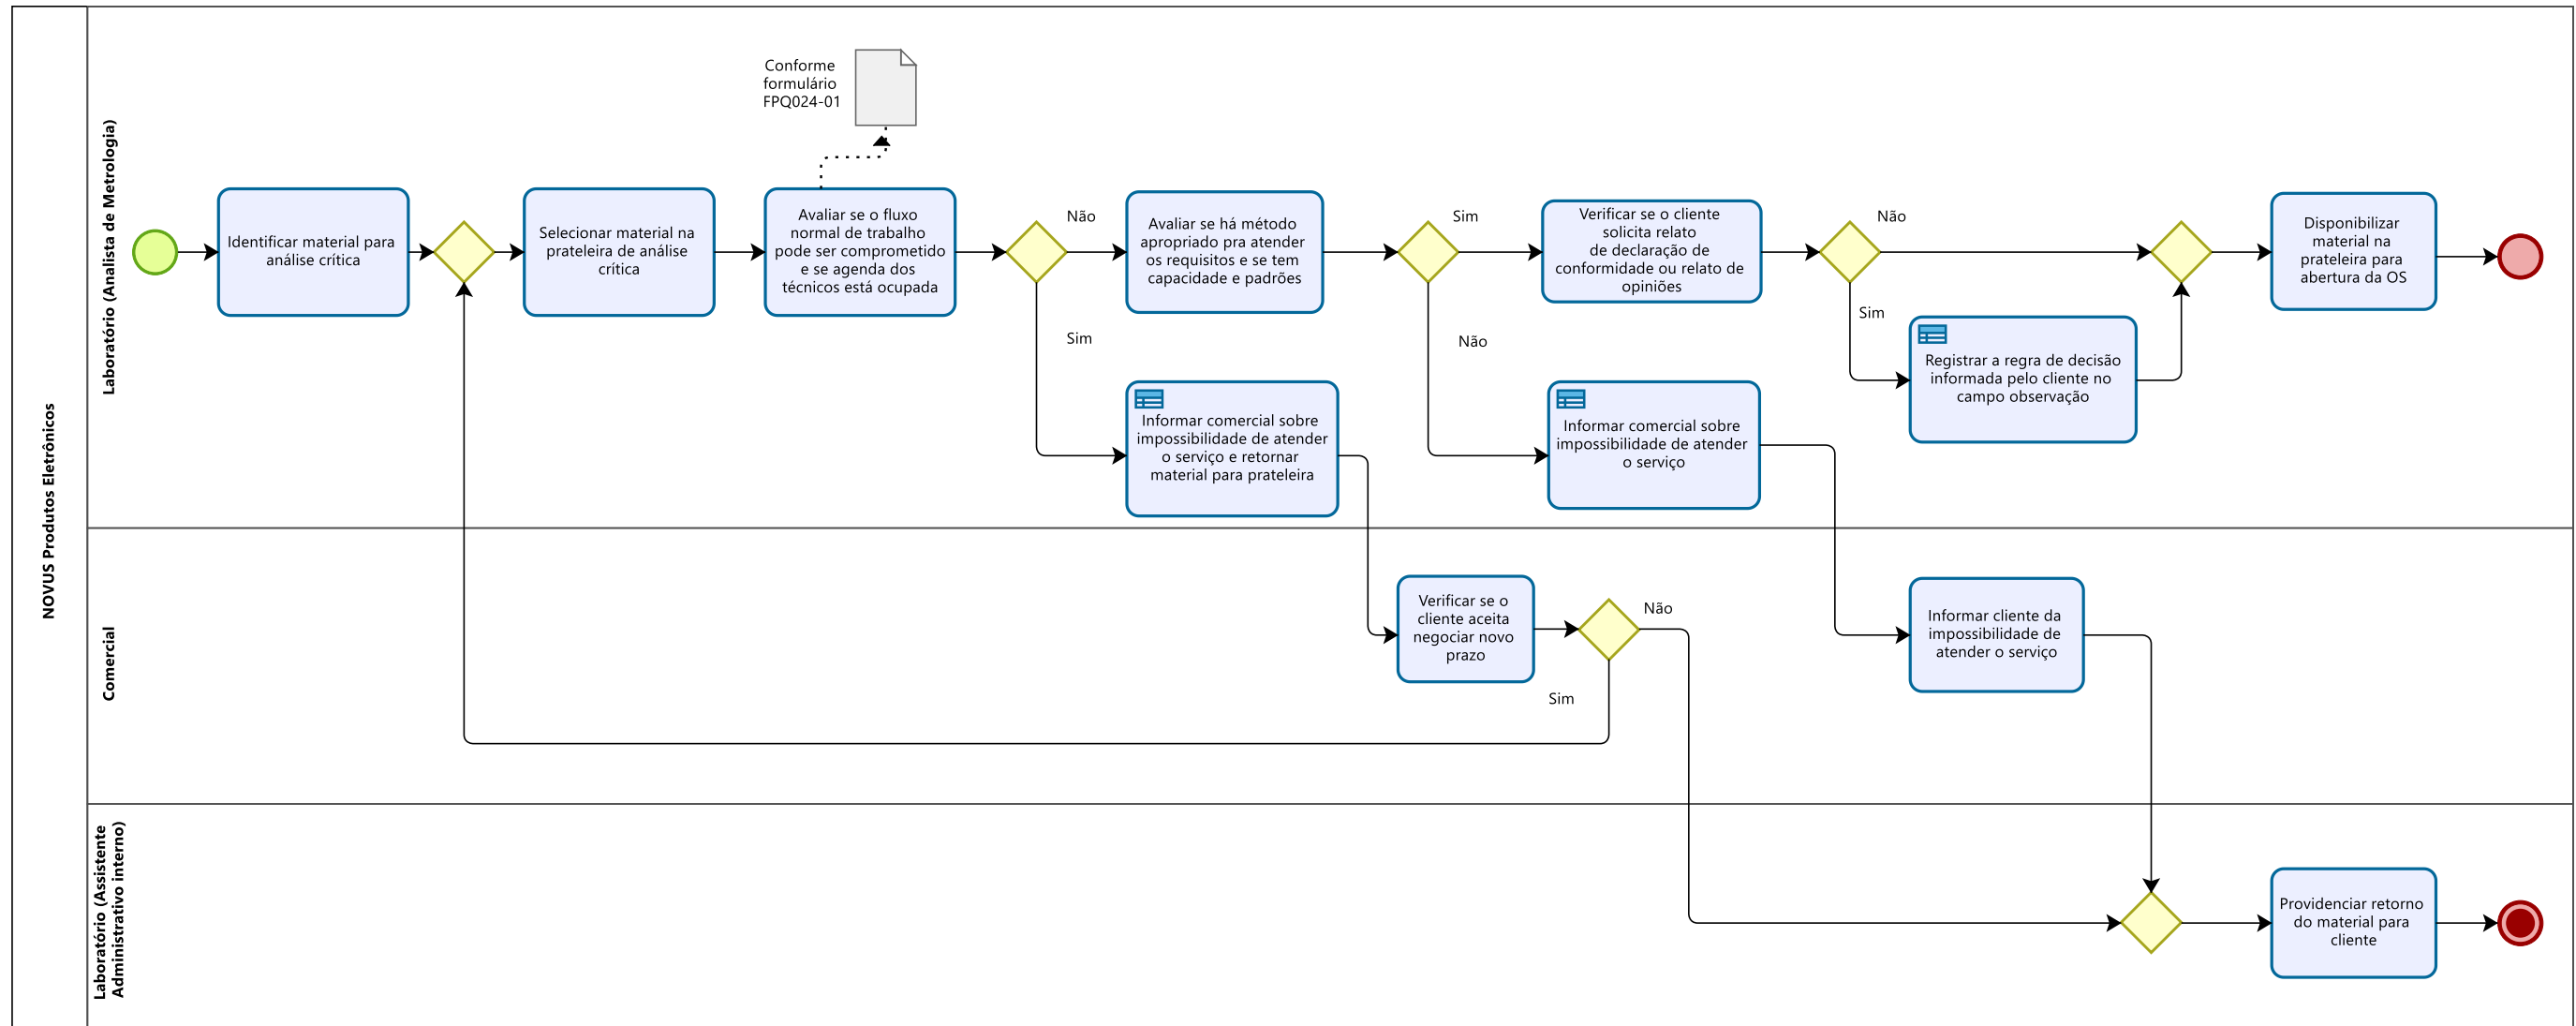 NOVUS Produtos Eletrônicos
Laboratório (Analista de Metrologia)
Conforme
formulário
FPQ024-01
Identificar material para
análise crítica
Selecionar material na
prateleira de análise
crítica
Avaliar se o fluxo
normal de trabalho
pode ser comprometido
e se agenda dos
técnicos está ocupada
Não
Sim
Avaliar se há método
apropriado pra atender
os requisitos e se tem
capacidade e padrões
Informar comercial sobre
impossibilidade de atender
o serviço e retornar
material para prateleira
Sim
Não
Verificar se o cliente
solicita relato
de declaração de
conformidade ou relato de
opiniões
Informar comercial sobre
impossibilidade de atender
o serviço
Não
Sim
Registrar a regra de decisão
informada pelo cliente no
campo observação
Disponibilizar
material na
prateleira para
abertura da OS
Comercial
Verificar se o
cliente aceita
negociar novo
prazo
Não
Sim
Informar cliente da
impossibilidade de
atender o serviço
Laboratório (Assistente
Administrativo interno)
Providenciar retorno
do material para
cliente